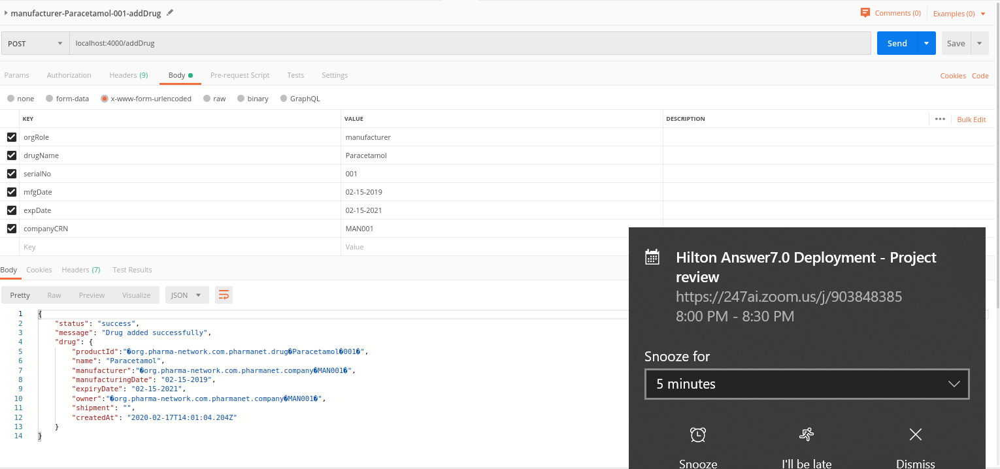 manufacturer-Paracetamol-001-addDrug
Comments (0) Examples (0)
POST localhost:4000/addDrug Send Save
Params Authorization Headers (9) Body Pre-request Script Tests Settings Cookies Code
none form-data x-www-form-urlencoded raw binary GraphQL
KEY VALUE DESCRIPTION ••• Bulk Edit
orgRole manufacturer
drugName Paracetamol
serialNo 001
mfgDate 02-15-2019
expDate 02-15-2021
companyCRN MAN001
Key Value
Body Cookies Headers (7) Test Results
Pretty Raw Preview Visualize JSON
1 {
2 "status": "success",
3 "message": "Drug added successfully",
4 "drug": {
5 "productId":"�org.pharma-network.com.pharmanet.drug�Paracetamol�001�",
6 "name": "Paracetamol",
7 "manufacturer":"�org.pharma-network.com.pharmanet.company�MAN001�",
8 "manufacturingDate": "02-15-2019",
9 "expiryDate": "02-15-2021",
10 "owner":"�org.pharma-network.com.pharmanet.company�MAN001�",
11 "shipment": "",
12 "createdAt": "2020-02-17T14:01:04.204Z"
13 }
14 }
Hilton Answer7.0 Deployment - Project
review
https://247ai.zoom.us/j/903848385
8:00 PM - 8:30 PM
Snooze for
5 minutes
Snooze I'll be late Dismiss